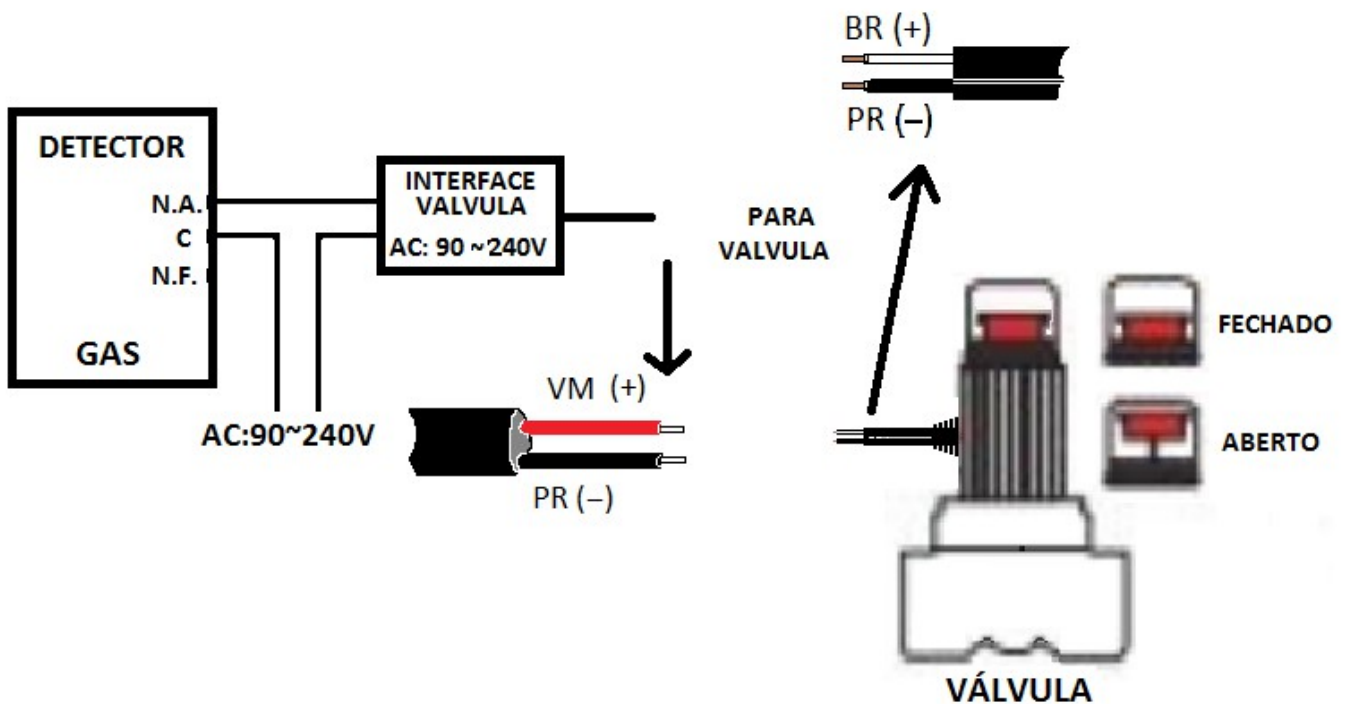 DETECTOR
N.A.
C
N.F.
GAS
AC:90~240V
INTERFACE
VALVULA
AC: 90 ~240V
PARA
VALVULA
VM (+)
PR (–)
BR (+)
PR (–)
FECHADO
ABERTO
VÁLVULA